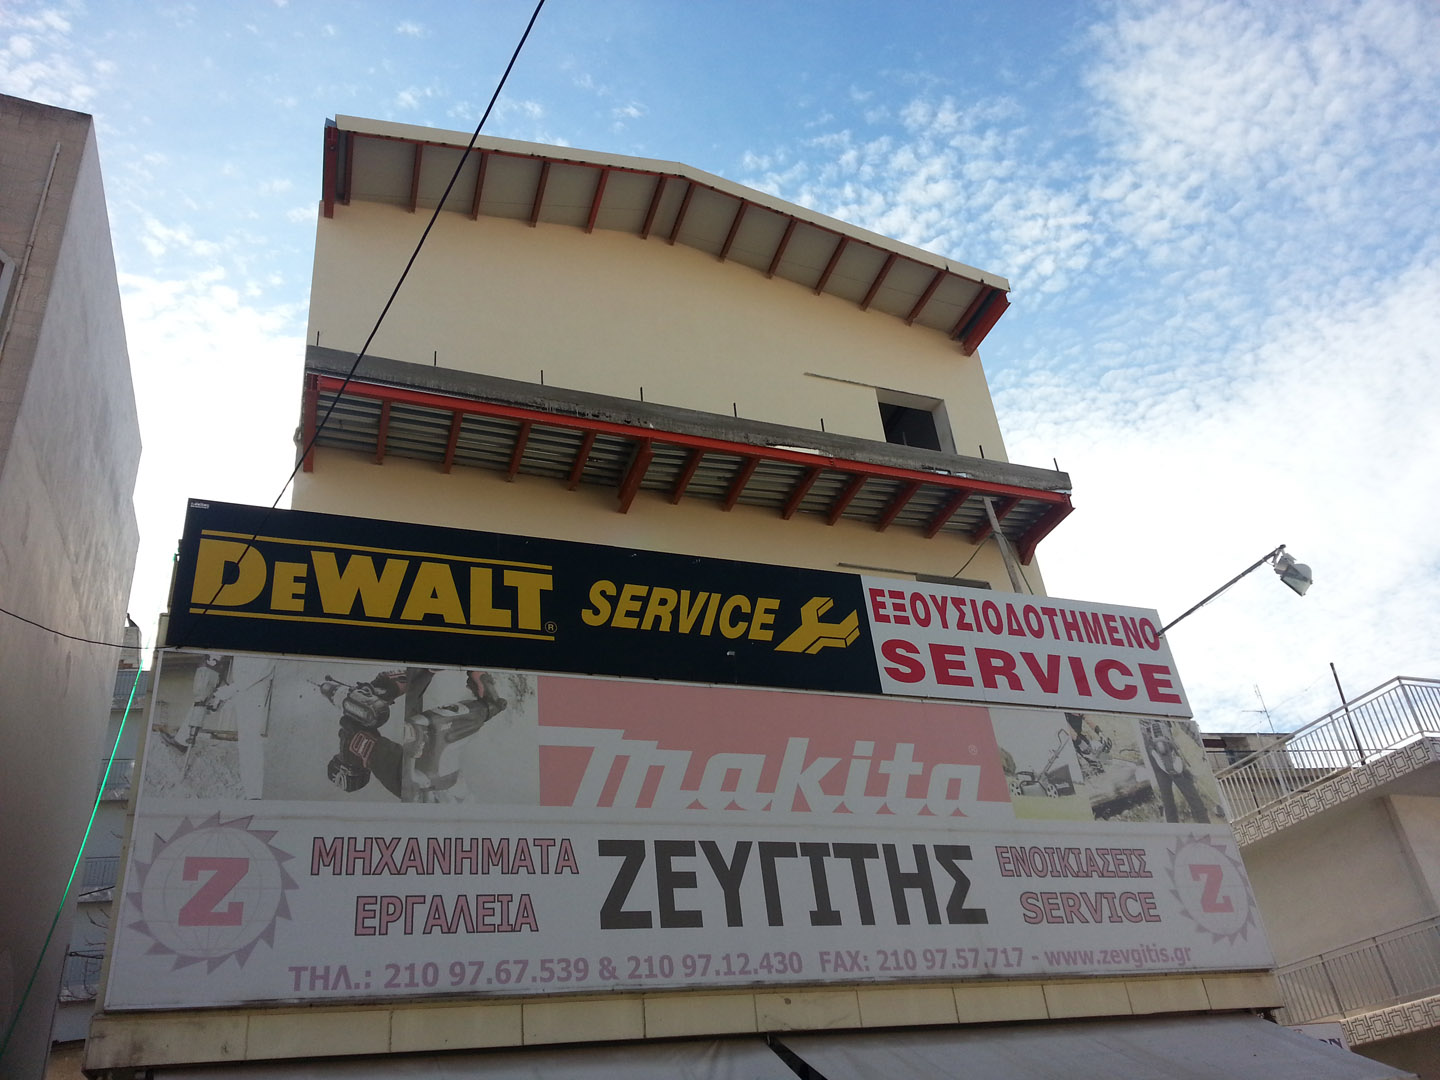 DeWALT® SERVICE
ΕΞΟΥΣΙΟΔΟΤΗΜΕΝΟ
SERVICE
makita®
Z
ΜΗΧΑΝΗΜΑΤΑ
ΕΡΓΑΛΕΙΑ
ΖΕΥΓΙΤΗΣ
ΕΝΟΙΚΙΑΣΕΙΣ
SERVICE
Z
ΤΗΛ.: 210 97.67.539 & 210 97.12.430 FAX: 210 97.57.717 - www.zevgitis.gr